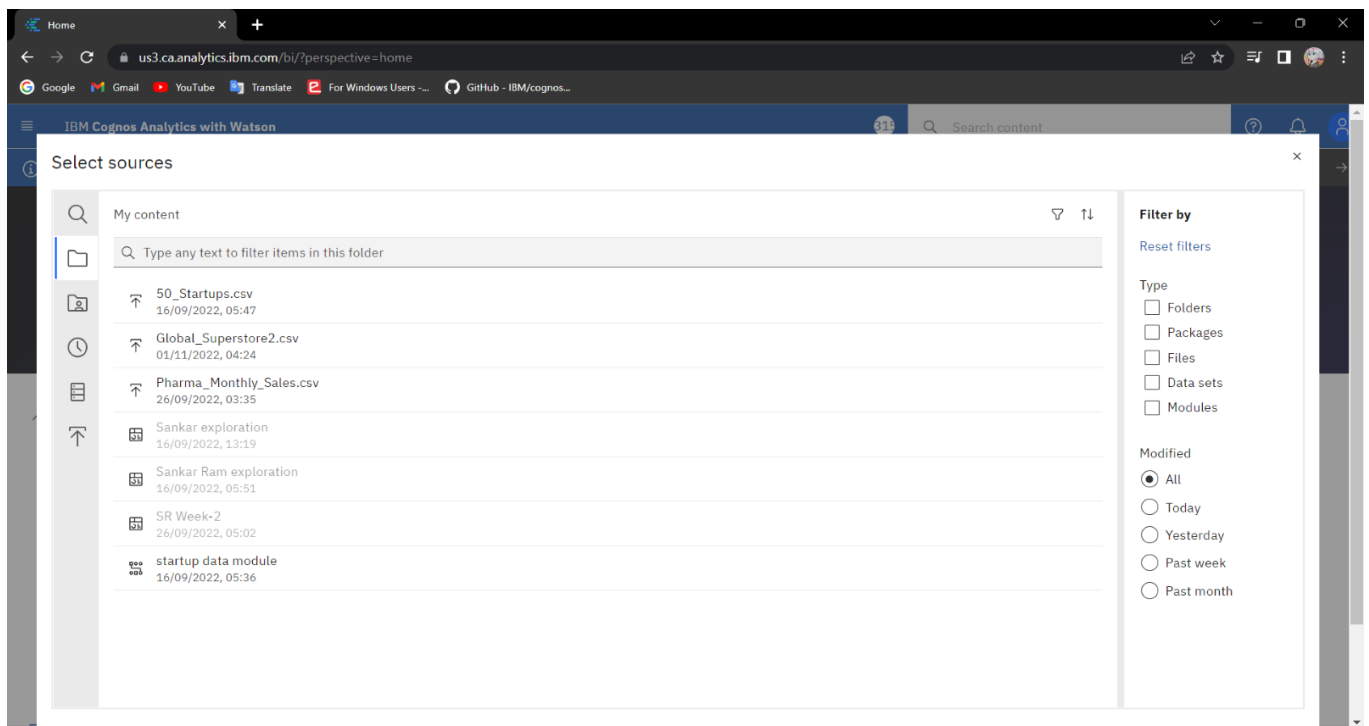 Home
us3.ca.analytics.ibm.com/bi/?perspective=home
Google Gmail YouTube Translate For Windows Users -... GitHub - IBM/cognos...
IBM Cognos Analytics with Watson
Search content
Select sources
My content
Type any text to filter items in this folder
50_Startups.csv
16/09/2022, 05:47
Global_Superstore2.csv
01/11/2022, 04:24
Pharma_Monthly_Sales.csv
26/09/2022, 03:35
Sankar exploration
16/09/2022, 13:19
Sankar Ram exploration
16/09/2022, 05:51
SR Week-2
26/09/2022, 05:02
startup data module
16/09/2022, 05:36
Filter by
Reset filters
Type
Folders
Packages
Files
Data sets
Modules
Modified
All
Today
Yesterday
Past week
Past month